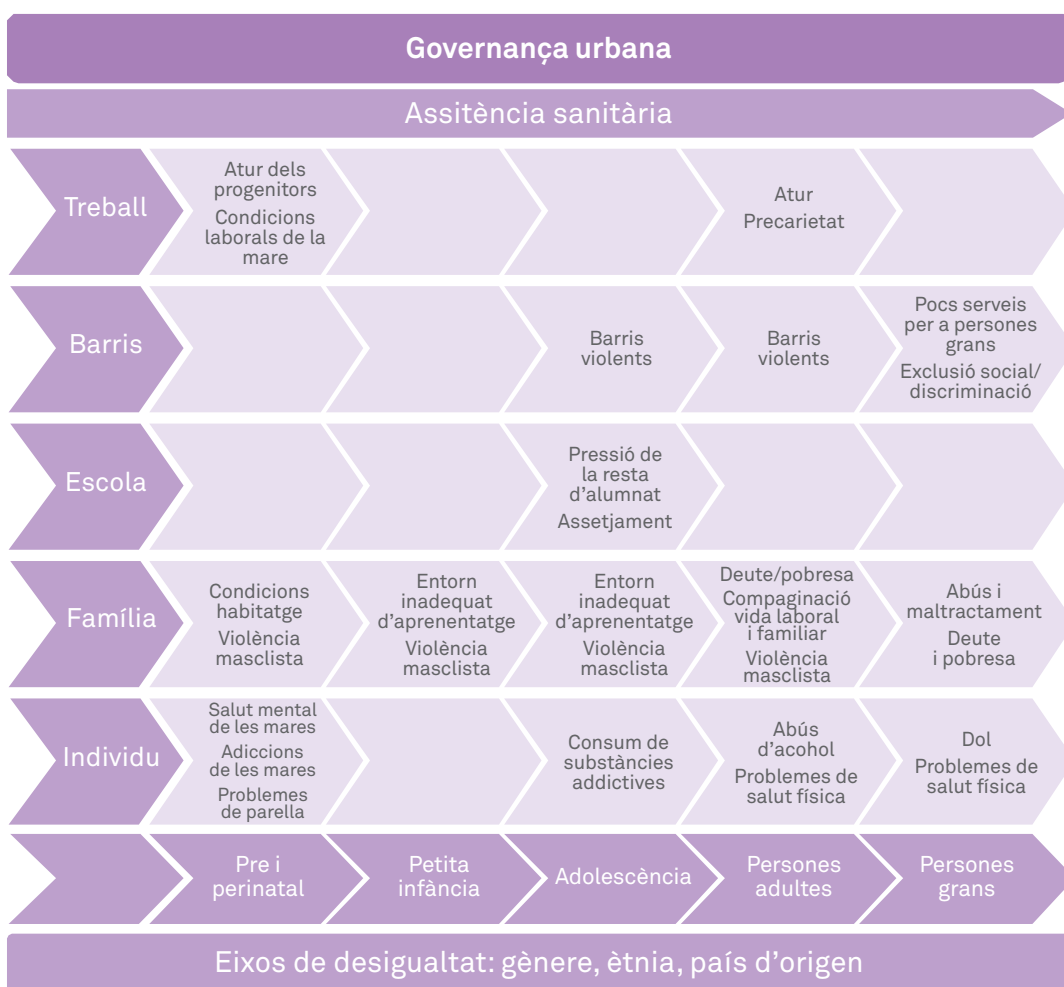 Governança urbana
Assitència sanitària
Treball
Atur dels
progenitors
Condicions
laborals de la
mare
Atur
Precarietat
Barris
Barris
violents
Barris
violents
Pocs serveis
per a persones
grans
Exclusió social/
discriminació
Escola
Pressió de
la resta
d'alumnat
Assetjament
Família
Condicions
habitatge
Violència
masclista
Entorn
inadequat
d'aprenentatge
Violència
masclista
Entorn
inadequat
d'aprenentatge
Violència
masclista
Deute/pobresa
Compaginació
vida laboral
i familiar
Violència
masclista
Abús i
maltractament
Deute
i pobresa
Individu
Salut mental
de les mares
Adiccions
de les mares
Problemes
de parella
Consum de
substàncies
addictives
Abús
d'acohol
Problemes de
salut física
Dol
Problemes de
salut física
Pre i
perinatal
Petita
infància
Adolescència
Persones
adultes
Persones
grans
Eixos de desigualtat: gènere, ètnia, país d'origen